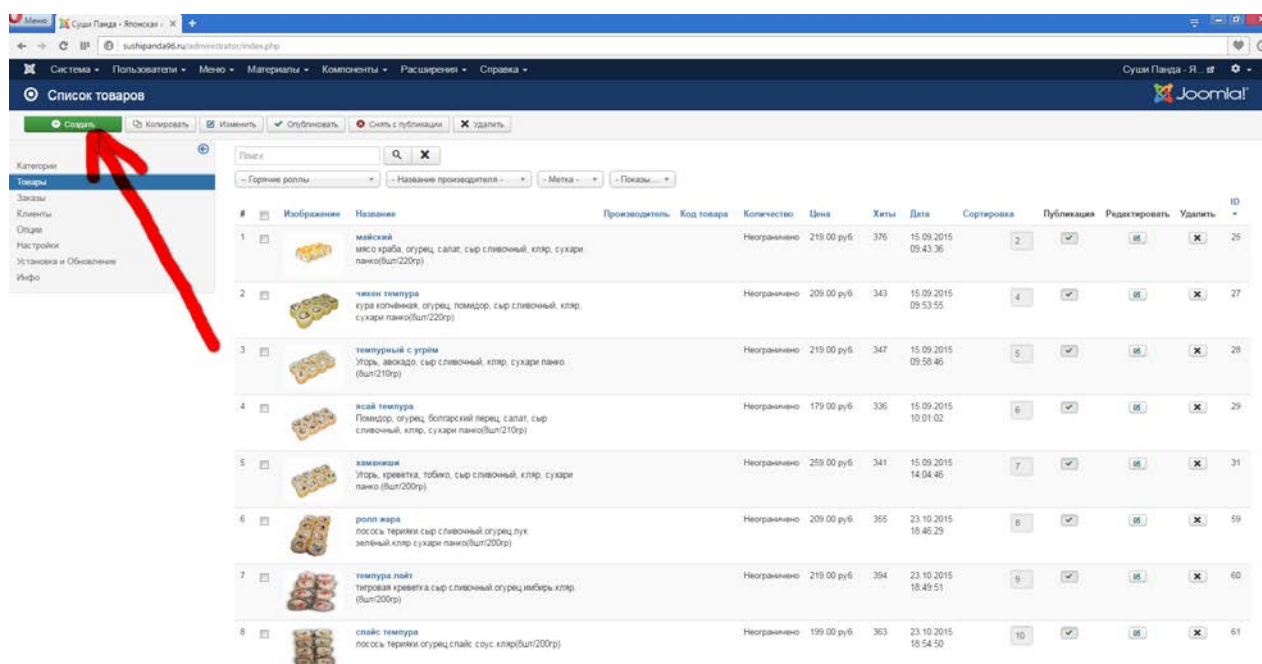 Меню Суши Панда - Японская
sushipanda96.ru/administrator/index.php
Система Пользователи Меню Материалы Компоненты Расширения Справка Суши Панда - Я...
Список товаров Joomla!
Создать Копировать Изменить Опубликовать Снять с публикации Удалить
Поиск
Категории
– Горячие роллы - Название производителя - - Метка - - Показы...
Товары
Заказы
Клиенты
Опции
Настройки
Установка и Обновление
Инфо
# Изображение Название Производитель Код товара Количество Цена Хиты Дата Сортировка Публикация Редактировать Удалить ID
1 майский Неограничено 219.00 руб. 376 15.09.2015 2 25
мясо краба, огурец, салат, сыр сливочный, кляр, сухари 09:43:36
панко(8шт/220гр)
2 чикен темпура Неограничено 209.00 руб. 343 15.09.2015 4 27
кура копчённая, огурец, помидор, сыр сливочный, кляр, 09:53:55
сухари панко(8шт/220гр)
3 темпурный с угрём Неограничено 219.00 руб. 347 15.09.2015 5 28
Угорь, авокадо, сыр сливочный, кляр, сухари панко. 09:58:46
(8шт/210гр)
4 ясай темпура Неограничено 179.00 руб. 336 15.09.2015 6 29
Помидор, огурец, болгарский перец, салат, сыр 10:01:02
сливочный, кляр, сухари панко(8шт/210гр)
5 хаманиши Неограничено 259.00 руб. 341 15.09.2015 7 31
Угорь, креветка, тобико, сыр сливочный, кляр, сухари 14:04:46
панко.(8шт/200гр)
6 ролл жара Неограничено 209.00 руб. 355 23.10.2015 8 59
лосось терияки,сыр сливочный,огурец,лук 18:46:29
зелёный,кляр,сухари панко(8шт/200гр)
7 темпура лайт Неограничено 219.00 руб. 394 23.10.2015 9 60
тигровая креветка,сыр сливочный,огурец,имбирь,кляр. 18:49:51
(8шт/200гр)
8 спайс темпура Неограничено 199.00 руб. 363 23.10.2015 10 61
лосось терияки,огурец,спайс соус,кляр(8шт/200гр) 18:54:50